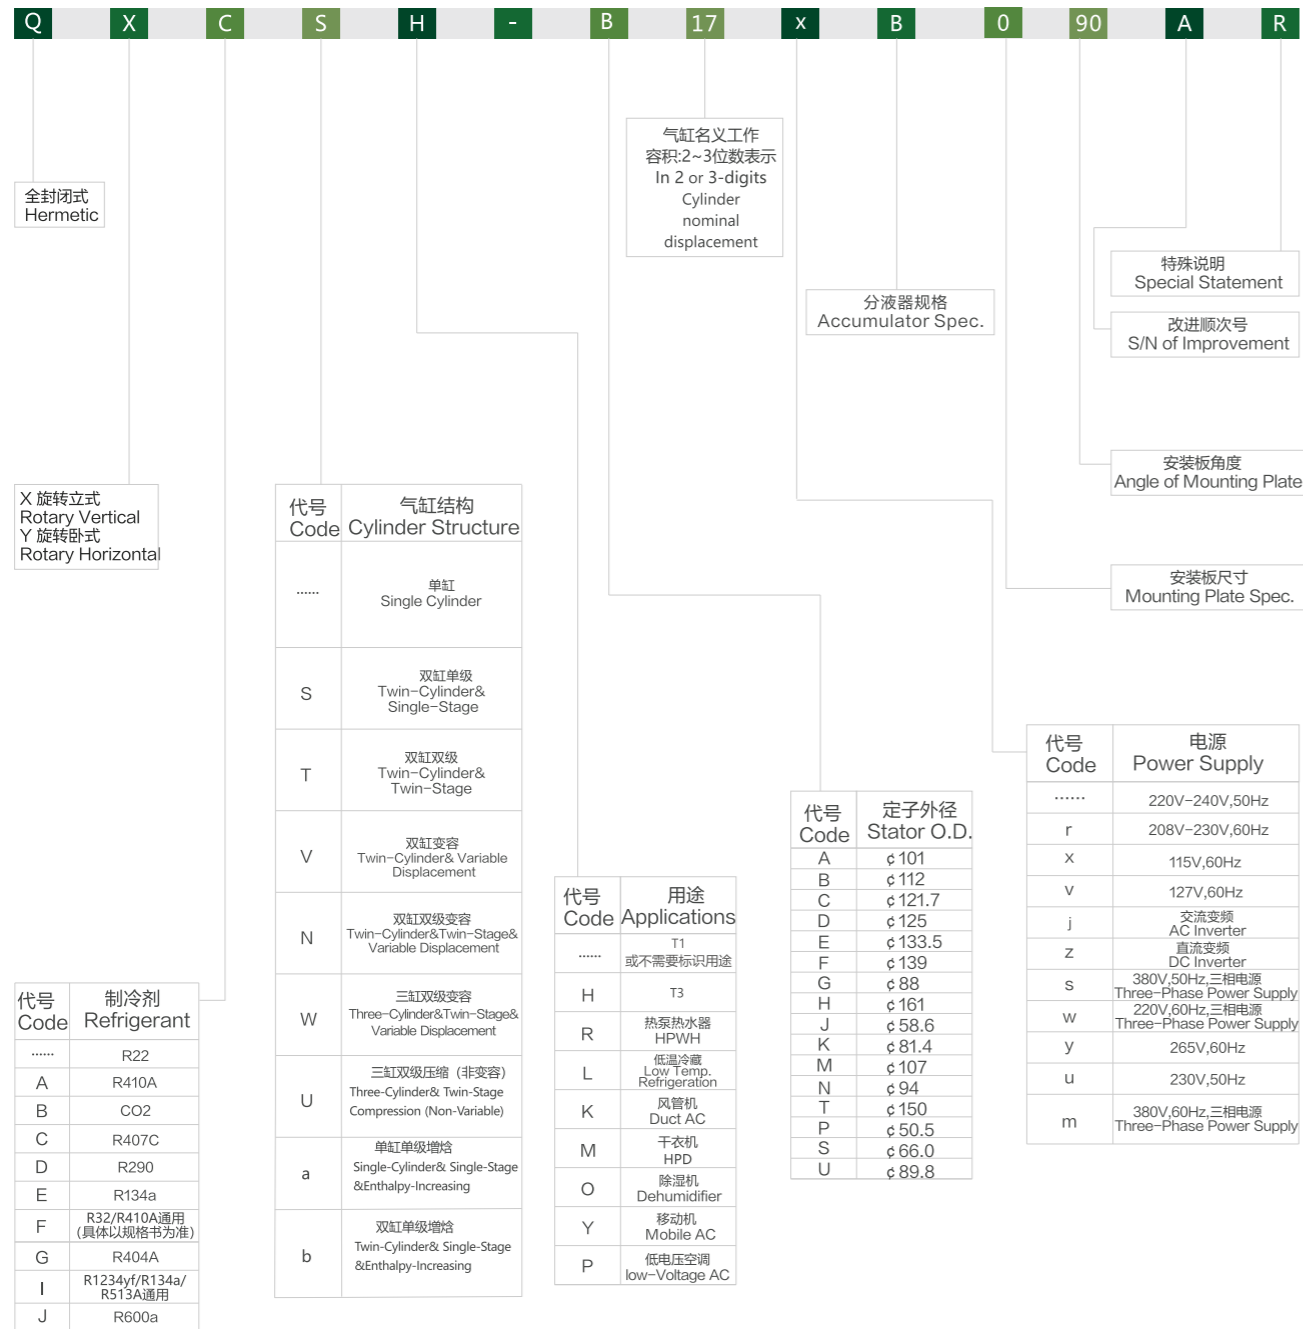 Q X C S H - B 17 x B 0 90 A R
全封闭式
Hermetic
气缸名义工作
容积:2~3位数表示
In 2 or 3-digits
Cylinder
nominal
displacement
分液器规格
Accumulator Spec.
特殊说明
Special Statement
改进顺次号
S/N of Improvement
安装板角度
Angle of Mounting Plate
安装板尺寸
Mounting Plate Spec.
X 旋转立式
Rotary Vertical
Y 旋转卧式
Rotary Horizontal
代号 制冷剂
Code Refrigerant
...... R22
A R410A
B CO2
C R407C
D R290
E R134a
F R32/R410A通用
(具体以规格书为准)
G R404A
I R1234yf/R134a/
R513A通用
J R600a
代号 气缸结构
Code Cylinder Structure
...... 单缸
Single Cylinder
S 双缸单级
Twin-Cylinder&
Single-Stage
T 双缸双级
Twin-Cylinder&
Twin-Stage
V 双缸变容
Twin-Cylinder& Variable
Displacement
N 双缸双级变容
Twin-Cylinder&Twin-Stage&
Variable Displacement
W 三缸双级变容
Three-Cylinder&Twin-Stage&
Variable Displacement
U 三缸双级压缩（非变容）
Three-Cylinder& Twin-Stage
Compression (Non-Variable)
a 单缸单级增焓
Single-Cylinder& Single-Stage
&Enthalpy-Increasing
b 双缸单级增焓
Twin-Cylinder& Single-Stage
&Enthalpy-Increasing
代号 用途
Code Applications
...... T1
或不需要标识用途
H T3
R 热泵热水器
HPWH
L 低温冷藏
Low Temp.
Refrigeration
K 风管机
Duct AC
M 干衣机
HPD
O 除湿机
Dehumidifier
Y 移动机
Mobile AC
P 低电压空调
low-Voltage AC
代号 定子外径
Code Stator O.D.
A ¢101
B ¢112
C ¢121.7
D ¢125
E ¢133.5
F ¢139
G ¢88
H ¢161
J ¢58.6
K ¢81.4
M ¢107
N ¢94
T ¢150
P ¢50.5
S ¢66.0
U ¢89.8
代号 电源
Code Power Supply
...... 220V-240V,50Hz
r 208V-230V,60Hz
x 115V,60Hz
v 127V,60Hz
j 交流变频
AC Inverter
z 直流变频
DC Inverter
s 380V,50Hz,三相电源
Three-Phase Power Supply
w 220V,60Hz,三相电源
Three-Phase Power Supply
y 265V,60Hz
u 230V,50Hz
m 380V,60Hz,三相电源
Three-Phase Power Supply